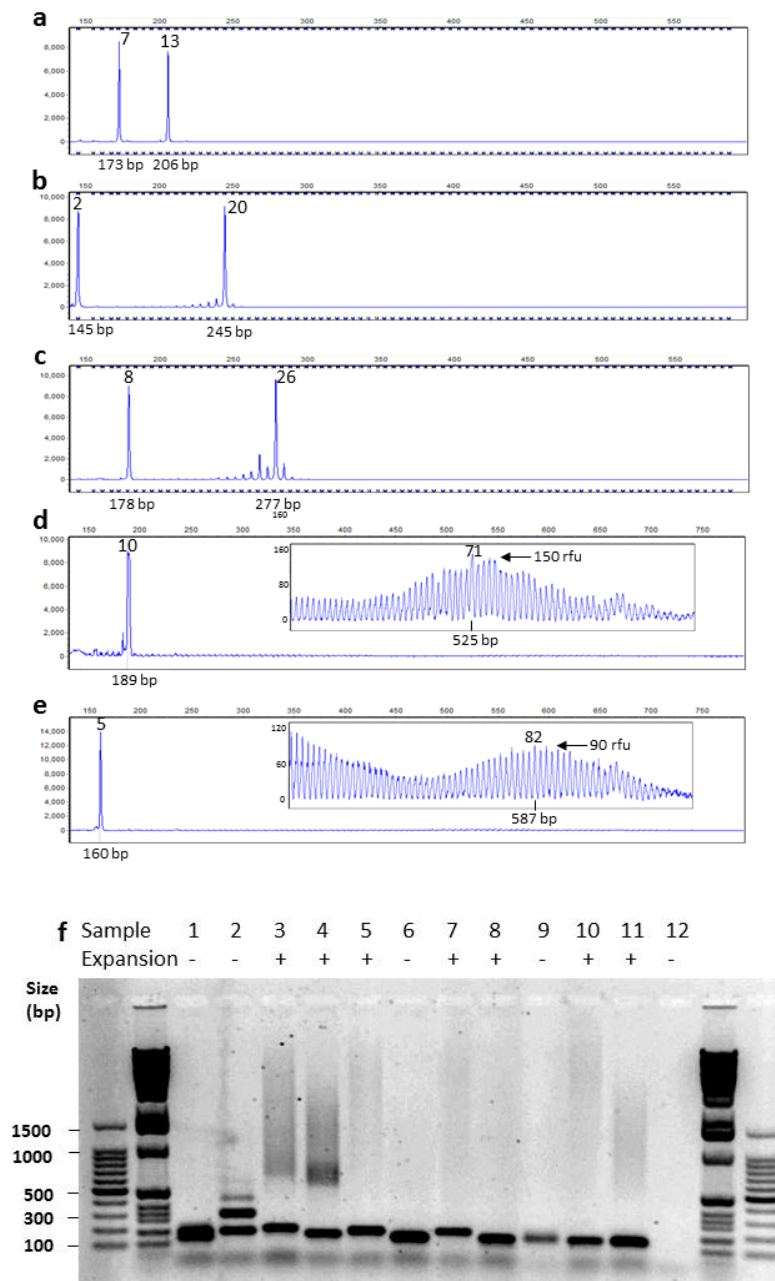 a
150 200 250 300 350 400 450 500 550
8,000
6,000
4,000
2,000
0
7 13
173 bp 206 bp
b
150 200 250 300 350 400 450 500 550
10,000
8,000
6,000
4,000
2,000
0
2 20
145 bp 245 bp
c
150 200 250 300 350 400 450 500 550
10,000
8,000
6,000
4,000
2,000
0
8 26
178 bp 277 bp
160
d
150 200 250 300 350 400 450 500 550 600 650 700 750
10,000
8,000
6,000
4,000
2,000
0
10
189 bp
160
80
0
71
150 rfu
525 bp
e
150 200 250 300 350 400 450 500 550 600 650 700 750
14,000
12,000
10,000
8,000
6,000
4,000
2,000
0
5
160 bp
120
60
0
82
90 rfu
587 bp
f Sample 1 2 3 4 5 6 7 8 9 10 11 12
Expansion - - + + + - + + - + + -
Size
(bp)
1500
1000
500
300
100